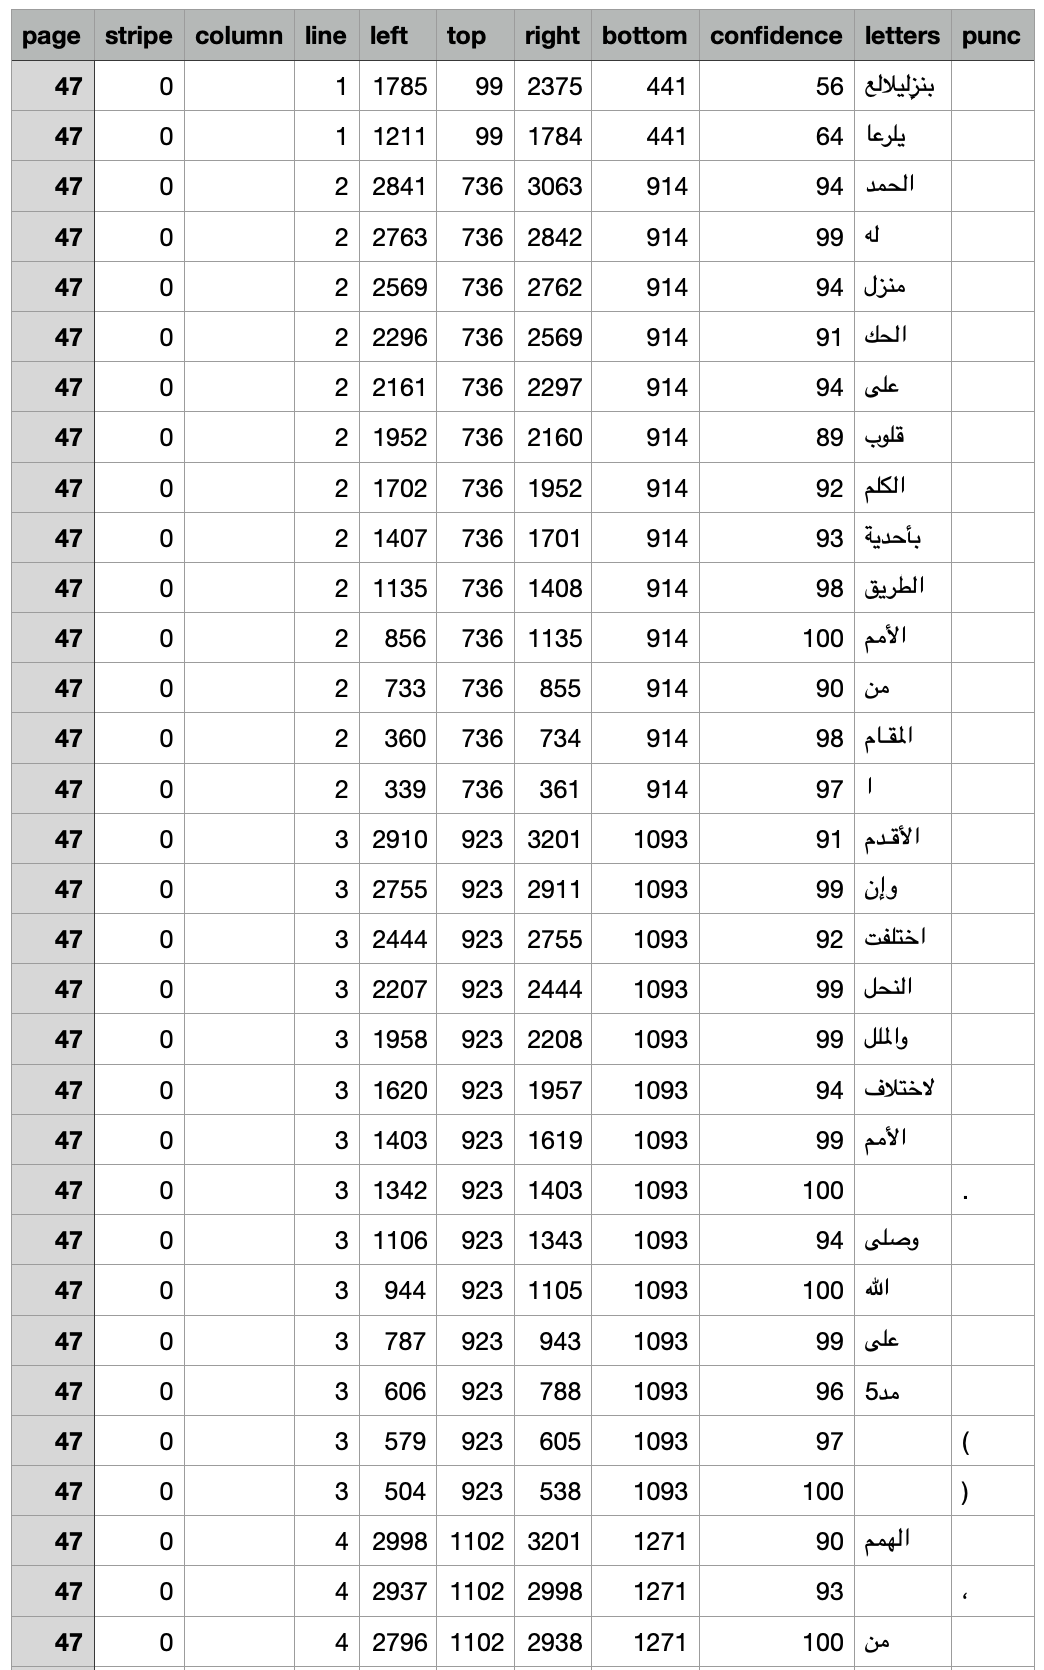 page stripe column line left top right bottom confidence letters punc
47 0 1 1785 99 2375 441 56 بنزليلالع
47 0 1 1211 99 1784 441 64 يلرعا
47 0 2 2841 736 3063 914 94 الحمد
47 0 2 2763 736 2842 914 99 له
47 0 2 2569 736 2762 914 94 منزل
47 0 2 2296 736 2569 914 91 الحك
47 0 2 2161 736 2297 914 94 على
47 0 2 1952 736 2160 914 89 قلوب
47 0 2 1702 736 1952 914 92 الكلم
47 0 2 1407 736 1701 914 93 بأحدية
47 0 2 1135 736 1408 914 98 الطريق
47 0 2 856 736 1135 914 100 الأمم
47 0 2 733 736 855 914 90 من
47 0 2 360 736 734 914 98 المقـام
47 0 2 339 736 361 914 97 ا
47 0 3 2910 923 3201 1093 91 الأقـدم
47 0 3 2755 923 2911 1093 99 وإن
47 0 3 2444 923 2755 1093 92 اختلفت
47 0 3 2207 923 2444 1093 99 النحل
47 0 3 1958 923 2208 1093 99 والملل
47 0 3 1620 923 1957 1093 94 لاختلاف
47 0 3 1403 923 1619 1093 99 الأمم
47 0 3 1342 923 1403 1093 100 .
47 0 3 1106 923 1343 1093 94 وصلى
47 0 3 944 923 1105 1093 100 الله
47 0 3 787 923 943 1093 99 على
47 0 3 606 923 788 1093 96 مد5
47 0 3 579 923 605 1093 97 (
47 0 3 504 923 538 1093 100 )
47 0 4 2998 1102 3201 1271 90 الهمم
47 0 4 2937 1102 2998 1271 93 ،
47 0 4 2796 1102 2938 1271 100 من